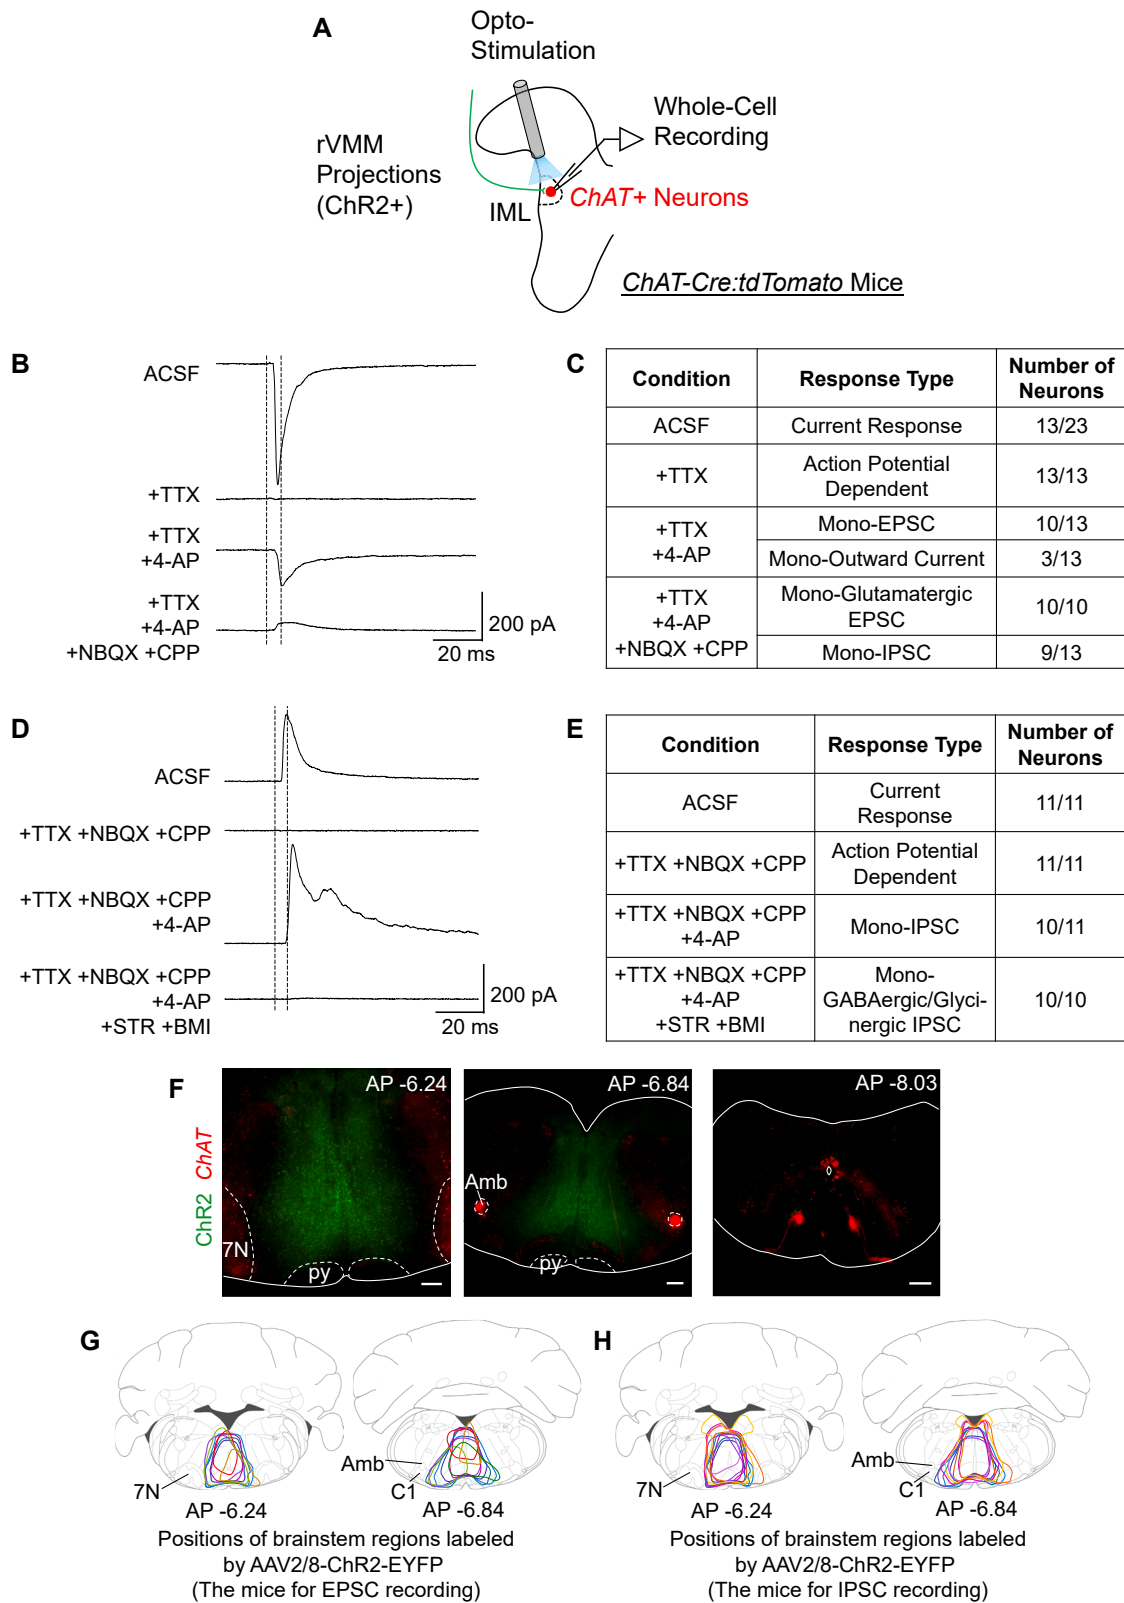 A
Opto-
Stimulation
rVMM
Projections
(ChR2+)
Whole-Cell
Recording
IML
ChAT+ Neurons
ChAT-Cre:tdTomato Mice
B
ACSF
+TTX
+TTX
+4-AP
+TTX
+4-AP
+NBQX +CPP
200 pA
20 ms
C
Condition
Response Type
Number of
Neurons
ACSF
Current Response
13/23
+TTX
Action Potential
Dependent
13/13
+TTX
+4-AP
Mono-EPSC
10/13
Mono-Outward Current
3/13
+TTX
+4-AP
+NBQX +CPP
Mono-Glutamatergic
EPSC
10/10
Mono-IPSC
9/13
D
ACSF
+TTX +NBQX +CPP
+TTX +NBQX +CPP
+4-AP
+TTX +NBQX +CPP
+4-AP
+STR +BMI
200 pA
20 ms
E
Condition
Response Type
Number of
Neurons
ACSF
Current
Response
11/11
+TTX +NBQX +CPP
Action Potential
Dependent
11/11
+TTX +NBQX +CPP
+4-AP
Mono-IPSC
10/11
+TTX +NBQX +CPP
+4-AP
+STR +BMI
Mono-
GABAergic/Glyci-
nergic IPSC
10/10
F
ChR2 ChAT
AP -6.24
7N
py
AP -6.84
Amb
py
AP -8.03
G
7N
AP -6.24
Amb
C1
AP -6.84
Positions of brainstem regions labeled
by AAV2/8-ChR2-EYFP
(The mice for EPSC recording)
H
7N
AP -6.24
Amb
C1
AP -6.84
Positions of brainstem regions labeled
by AAV2/8-ChR2-EYFP
(The mice for IPSC recording)